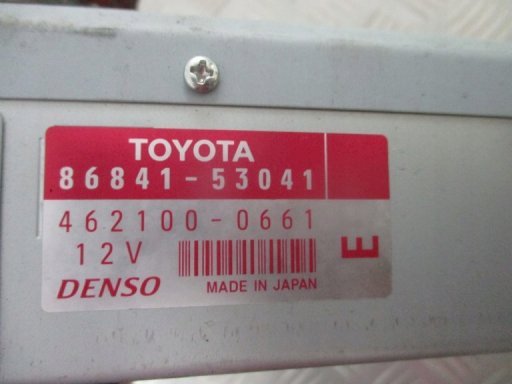 TOYOTA
86841-53041
462100-0661
12V
E
DENSO
MADE IN JAPAN